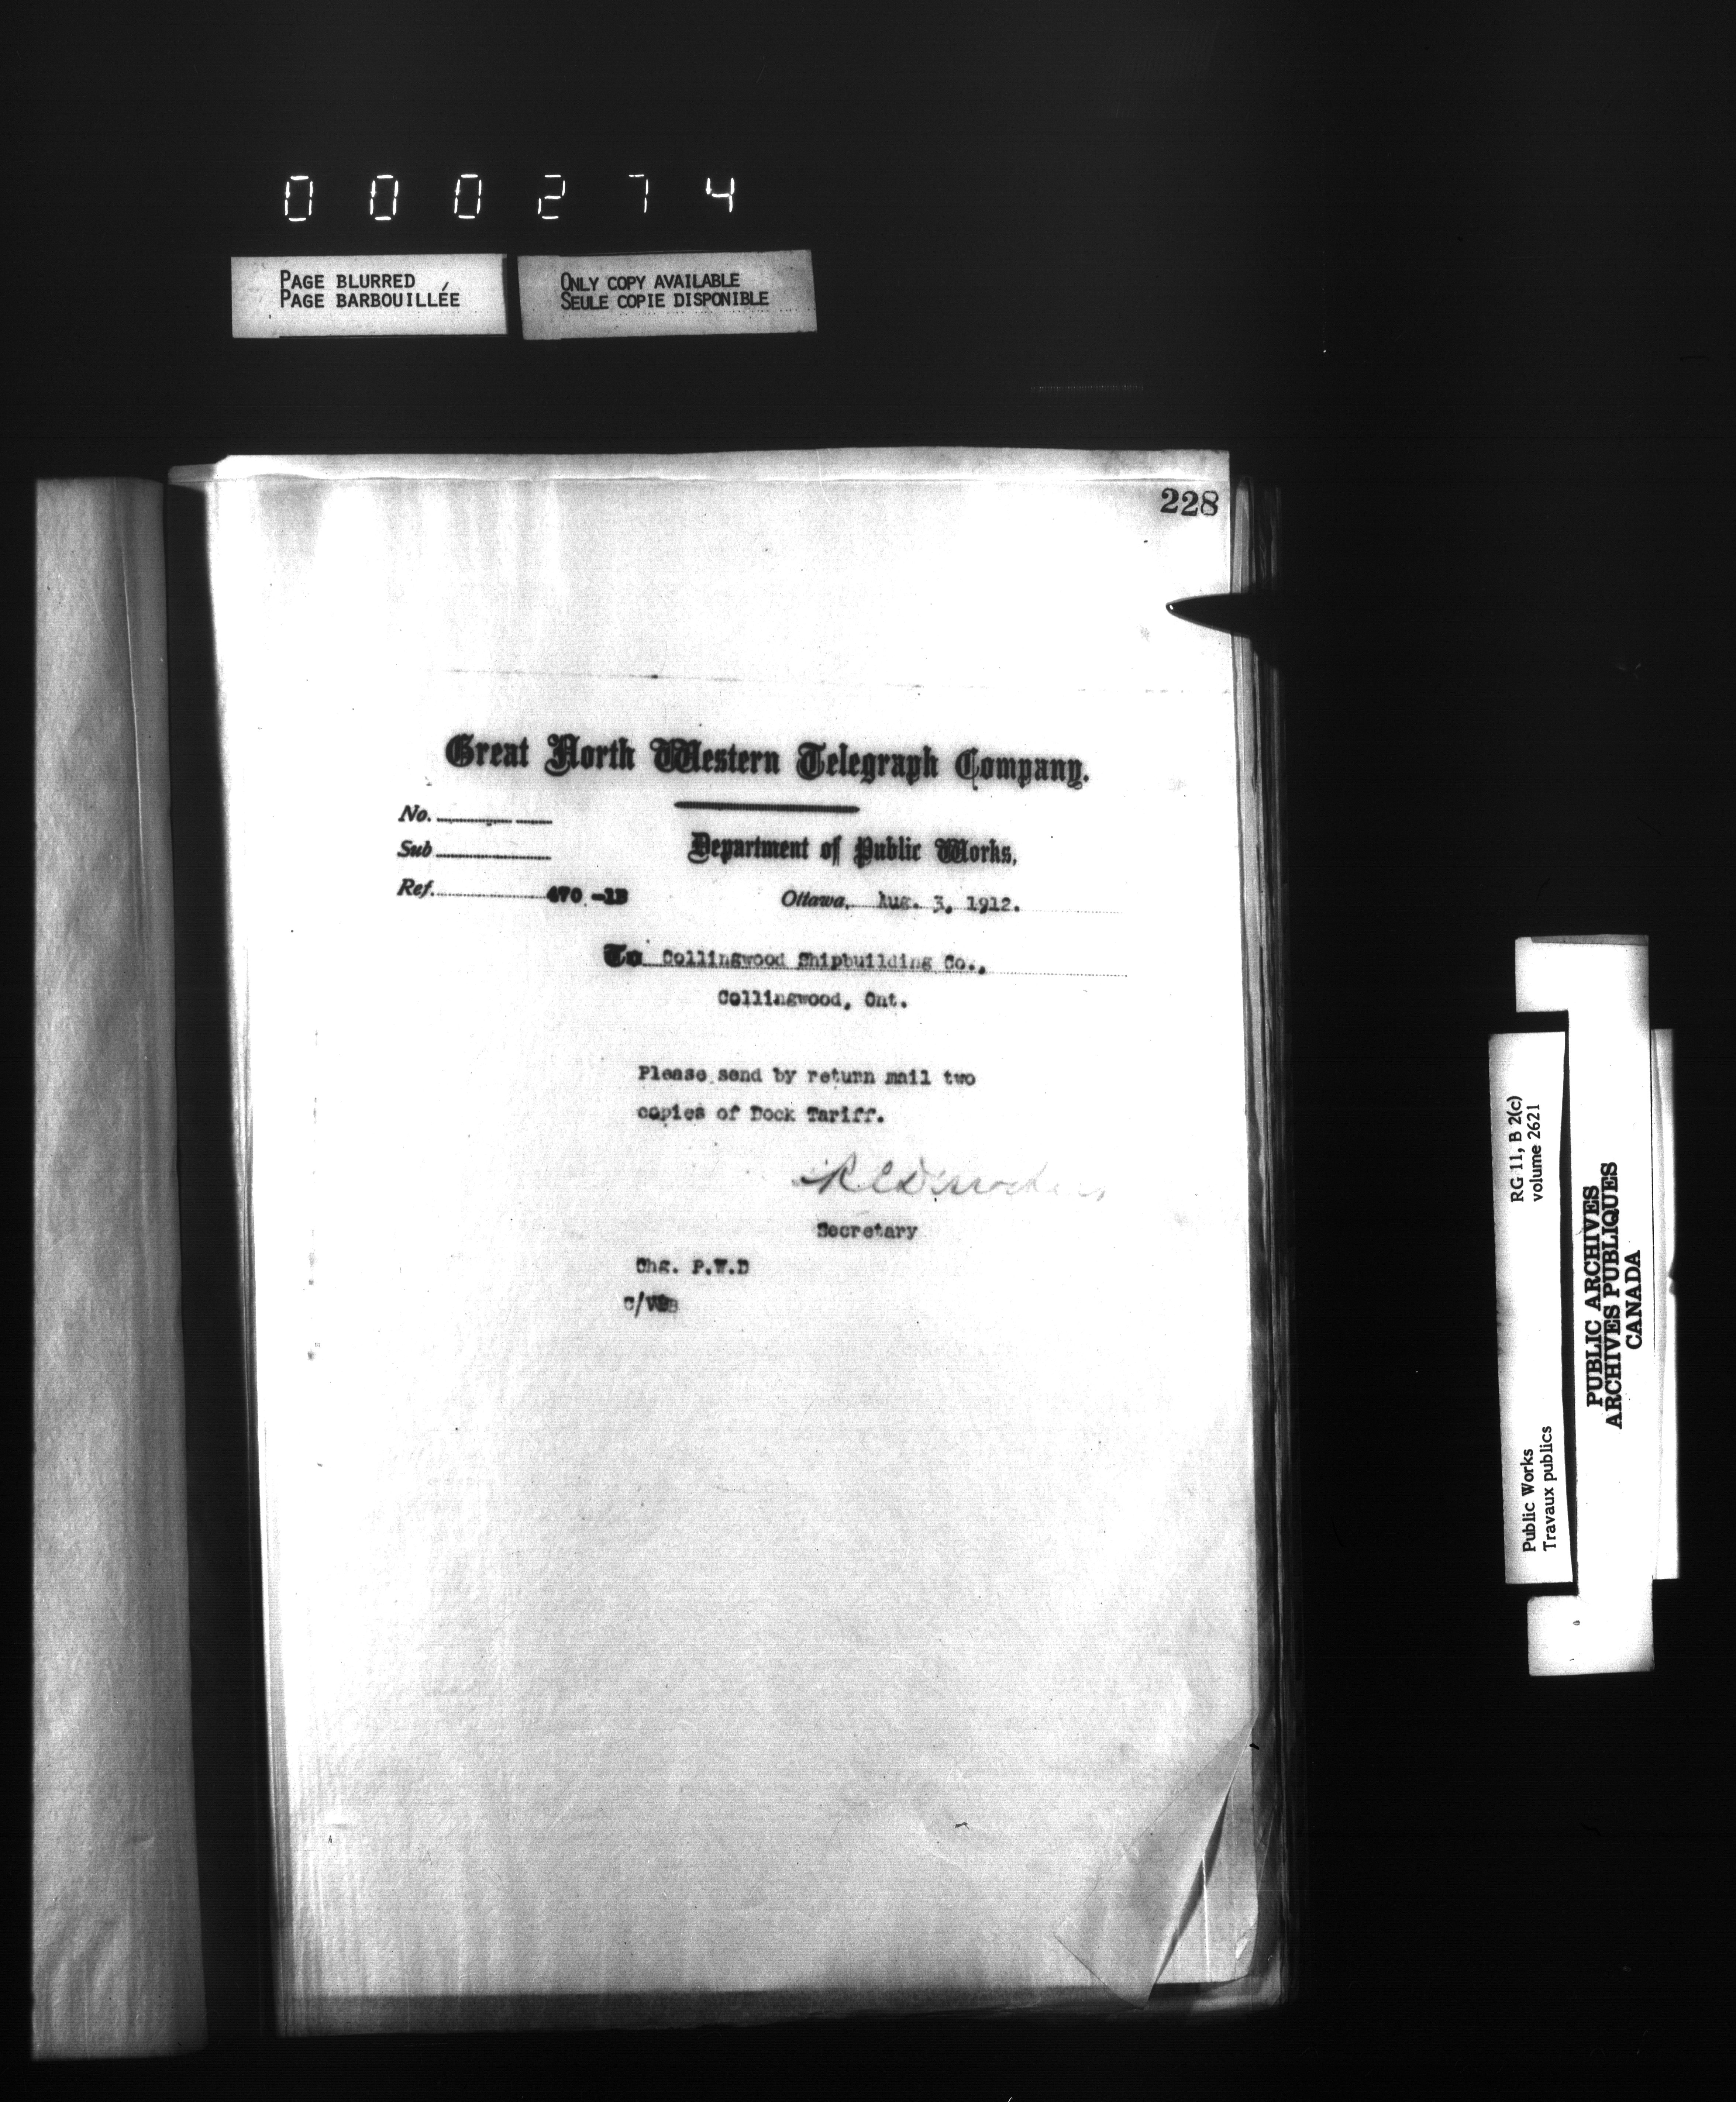 000274
PAGE BLURRED
PAGE BARBOUILLÉE
ONLY COPY AVAILABLE
SEULE COPIE DISPONIBLE
228
Great North Western Telegraph Company.
No.
Sub
Department of Public Works,
Ref. 470 -1B
Ottawa, Aug. 3, 1912.
To Collingwood Shipbuilding Co.,
Collingwood, Ont.
Please send by return mail two
copies of Dock Tariff.
Secretary
Chg. P.W.D
RG 11, B 2(c)
volume 2621
Public Works
Travaux publics
PUBLIC ARCHIVES
ARCHIVES PUBLIQUES
CANADA